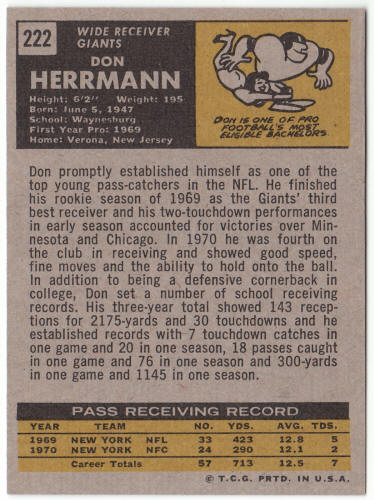 222
WIDE RECEIVER
GIANTS
DON
HERRMANN
Height: 6'2" Weight: 195
Born: June 5, 1947
School: Waynesburg
First Year Pro: 1969
Home: Verona, New Jersey
DON IS ONE OF PRO
FOOTBALL'S MOST
ELIGIBLE BACHELORS.
Don promptly established himself as one of the
top young pass-catchers in the NFL. He finished
his rookie season of 1969 as the Giants' third
best receiver and his two-touchdown performances
in early season accounted for victories over Min-
nesota and Chicago. In 1970 he was fourth on
the club in receiving and showed good speed,
fine moves and the ability to hold onto the ball.
In addition to being a defensive cornerback in
college, Don set a number of school receiving
records. His three-year total showed 143 recep-
tions for 2175-yards and 30 touchdowns and he
established records with 7 touchdown catches in
one game and 20 in one season, 18 passes caught
in one game and 76 in one season and 300-yards
in one game and 1145 in one season.
PASS RECEIVING RECORD
YEAR TEAM NO. YDS. AVG. TDS.
1969 NEW YORK NFL 33 423 12.8 5
1970 NEW YORK NFC 24 290 12.1 2
Career Totals 57 713 12.5 7
© T.C.G. PRTD. IN U.S.A.